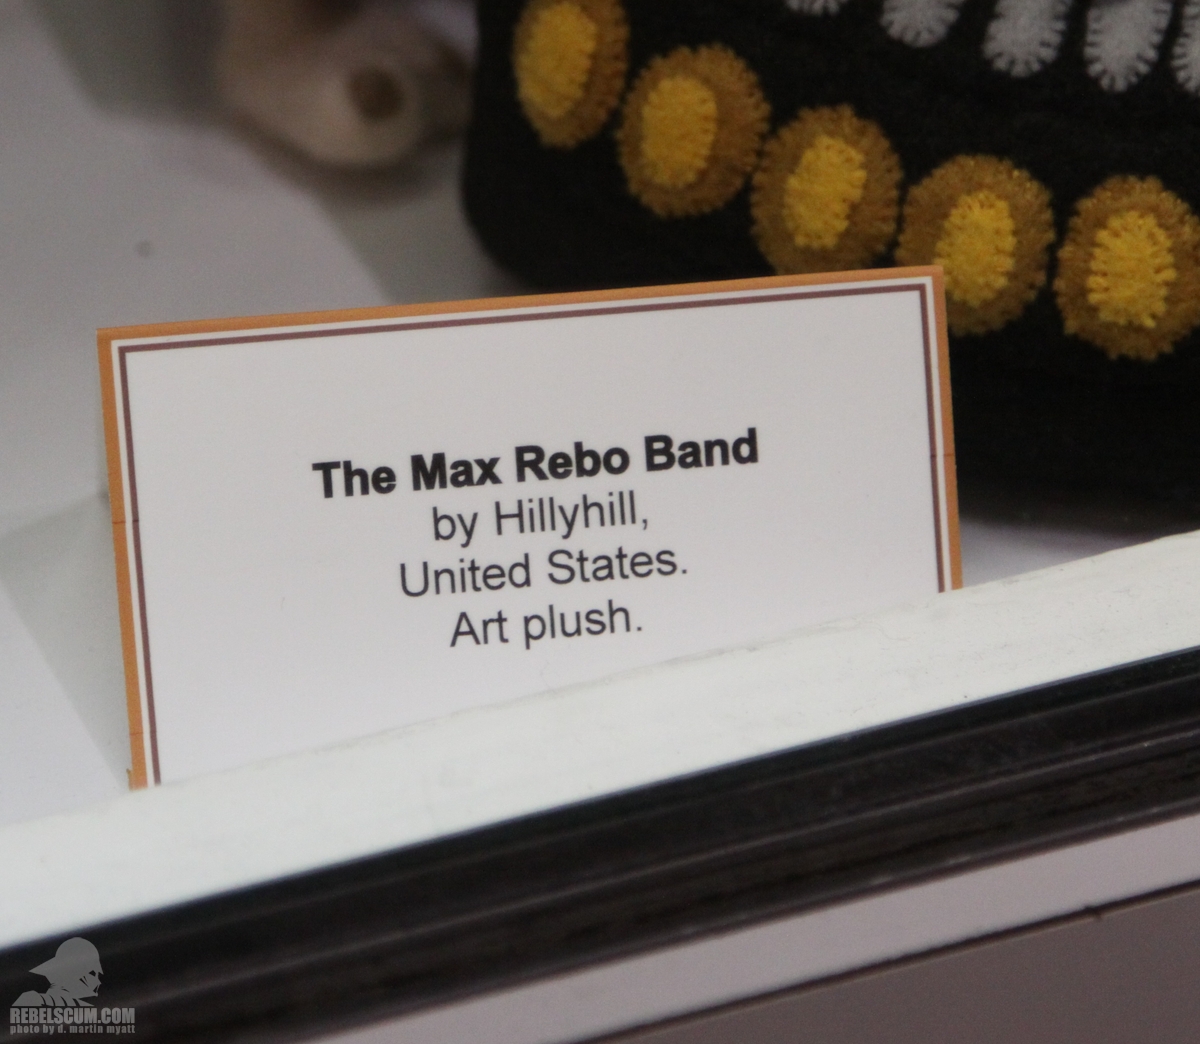 The Max Rebo Band
by Hillyhill,
United States.
Art plush.
REBELSCUM.COM
photo by d. martin myatt